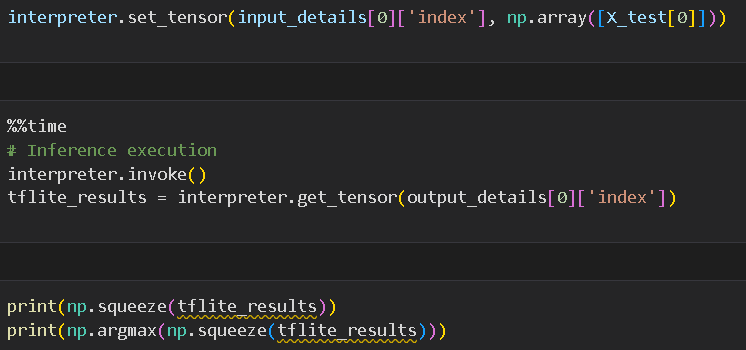 interpreter.set_tensor(input_details[0]['index'], np.array([X_test[0]]))
%%time
# Inference execution
interpreter.invoke()
tflite_results = interpreter.get_tensor(output_details[0]['index'])
print(np.squeeze(tflite_results))
print(np.argmax(np.squeeze(tflite_results)))